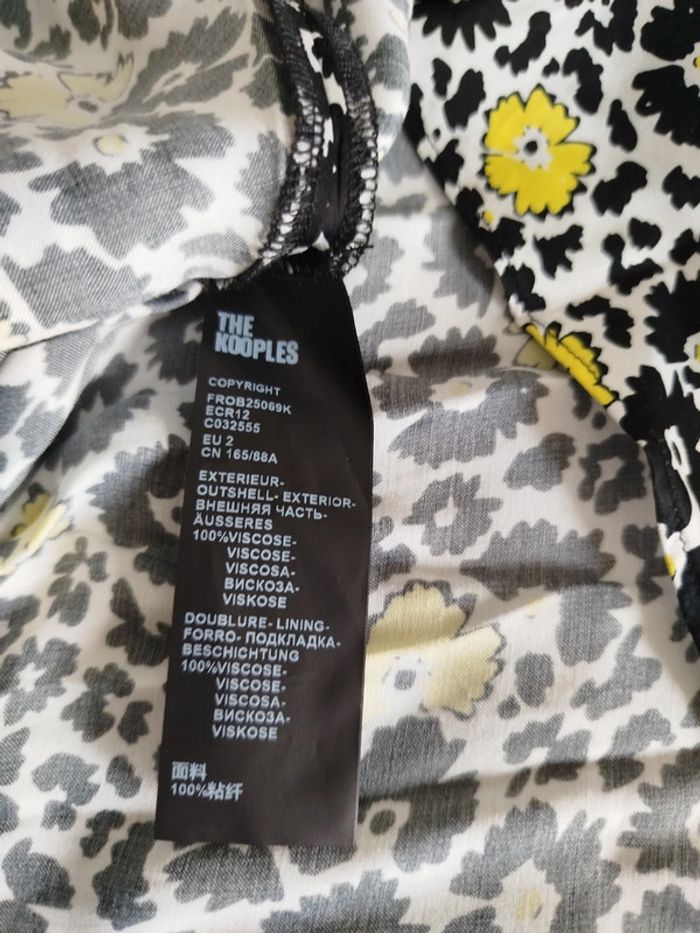 THE
KOOPLES
COPYRIGHT
FROB25069K
ECR12
C032555
EU 2
CN 165/88A
EXTERIEUR-
OUTSHELL- EXTERIOR-
ВНЕШНЯЯ ЧАСТЬ-
ÄUSSERES
100%VISCOSE-
VISCOSE-
VISCOSA-
ВИСКОЗА-
VISKOSE
DOUBLURE- LINING-
FORRO- ПОДКЛАДКА-
BESCHICHTUNG
100%VISCOSE-
VISCOSE-
VISCOSA-
ВИСКОЗА-
VISKOSE
面料
100%粘纤